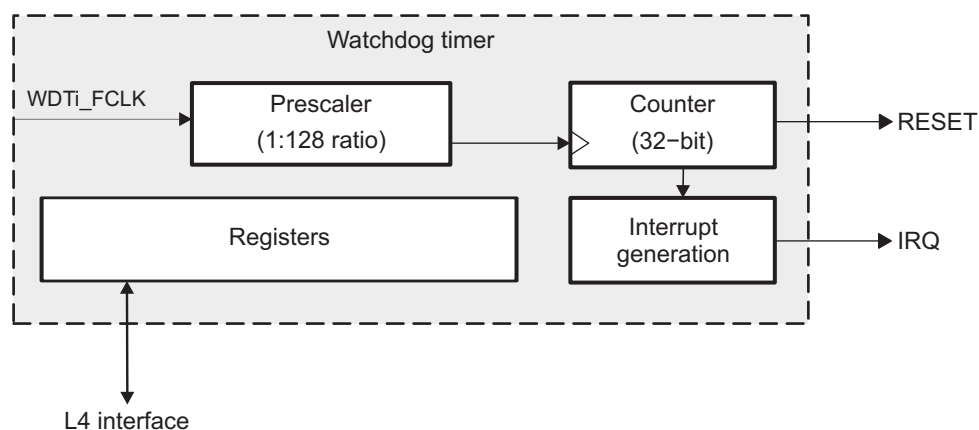 Watchdog timer
WDTi_FCLK
Prescaler
(1:128 ratio)
Counter
(32−bit)
RESET
Registers
Interrupt
generation
IRQ
L4 interface